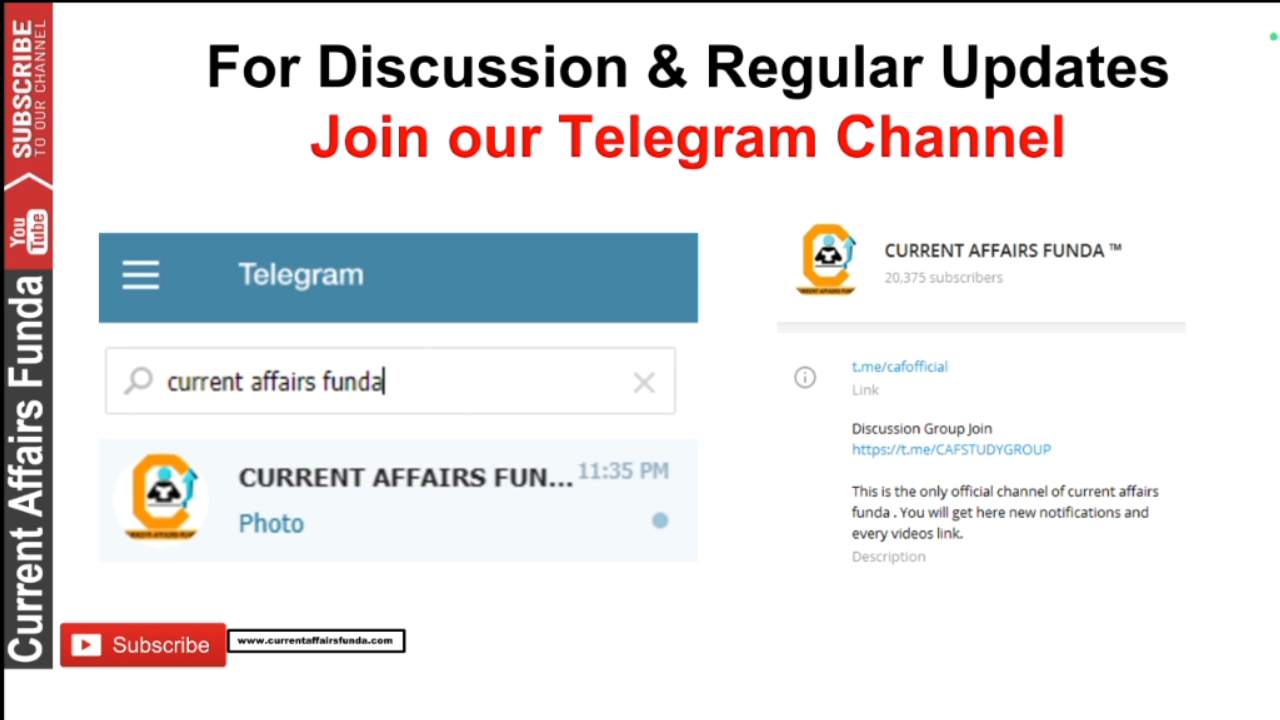 SUBSCRIBE
TO OUR CHANNEL
You
Tube
Current Affairs Funda
For Discussion & Regular Updates
Join our Telegram Channel
Telegram
current affairs funda
CURRENT AFFAIRS FUN...
11:35 PM
Photo
CURRENT AFFAIRS FUNDA ™
20,375 subscribers
t.me/cafofficial
Link
Discussion Group Join
https://t.me/CAFSTUDYGROUP
This is the only official channel of current affairs
funda . You will get here new notifications and
every videos link.
Description
Subscribe
www.currentaffairsfunda.com